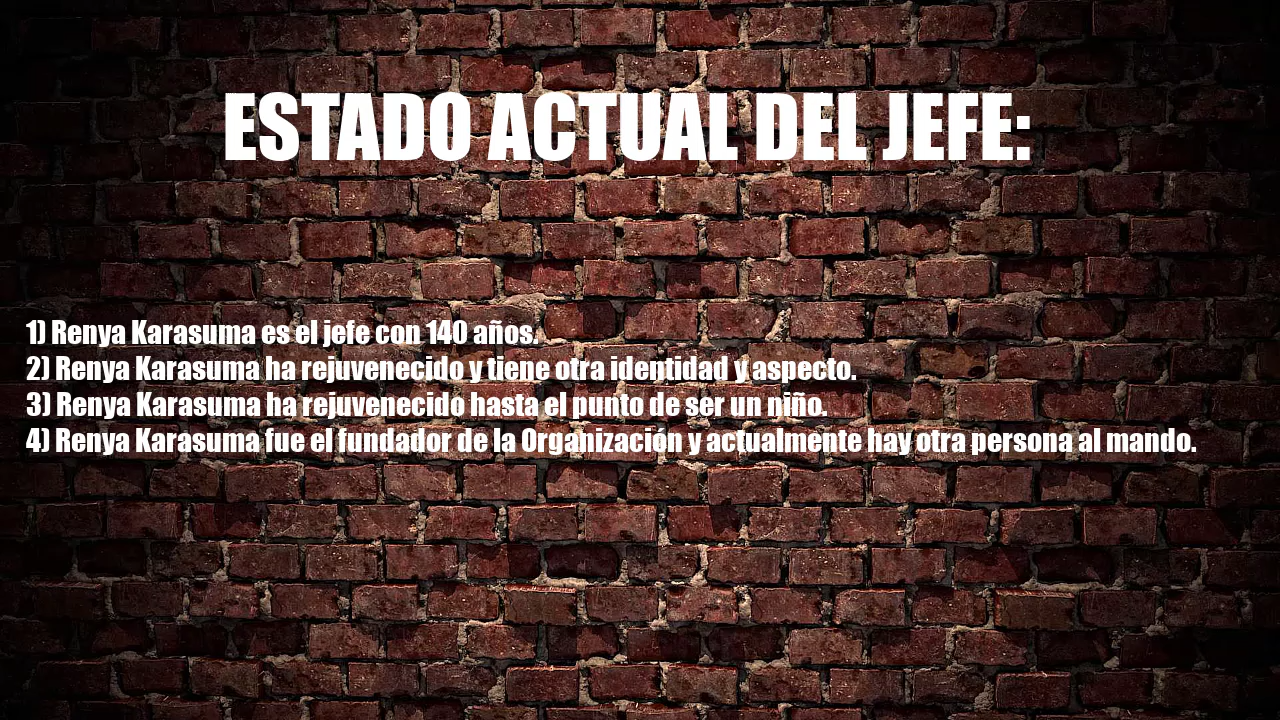 ESTADO ACTUAL DEL JEFE:
1) Renya Karasuma es el jefe con 140 años.
2) Renya Karasuma ha rejuvenecido y tiene otra identidad y aspecto.
3) Renya Karasuma ha rejuvenecido hasta el punto de ser un niño.
4) Renya Karasuma fue el fundador de la Organización y actualmente hay otra persona al mando.